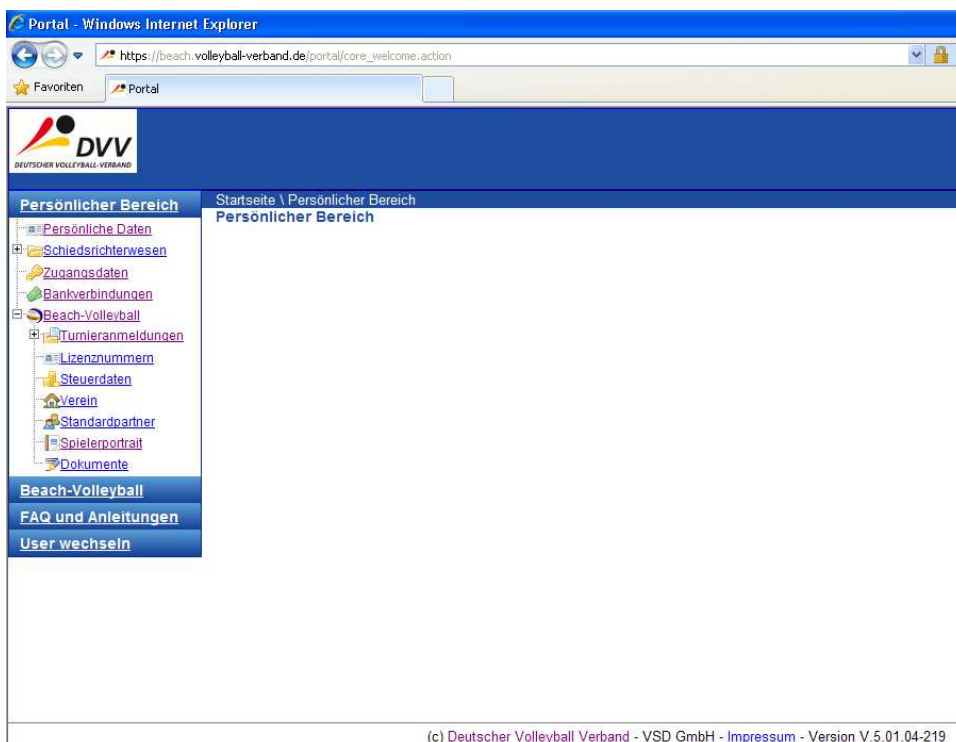 Portal - Windows Internet Explorer
https://beach.volleyball-verband.de/portal/core_welcome.action
Favoriten
Portal
DVV
DEUTSCHER VOLLEYBALL-VERBAND
Persönlicher Bereich
Startseite \ Persönlicher Bereich
Persönlicher Bereich
Persönliche Daten
Schiedsrichterwesen
Zugangsdaten
Bankverbindungen
Beach-Volleyball
Turnieranmeldungen
Lizenznummern
Steuerdaten
Verein
Standardpartner
Spielerportrait
Dokumente
Beach-Volleyball
FAQ und Anleitungen
User wechseln
(c) Deutscher Volleyball Verband - VSD GmbH - Impressum - Version V.5.01.04-219